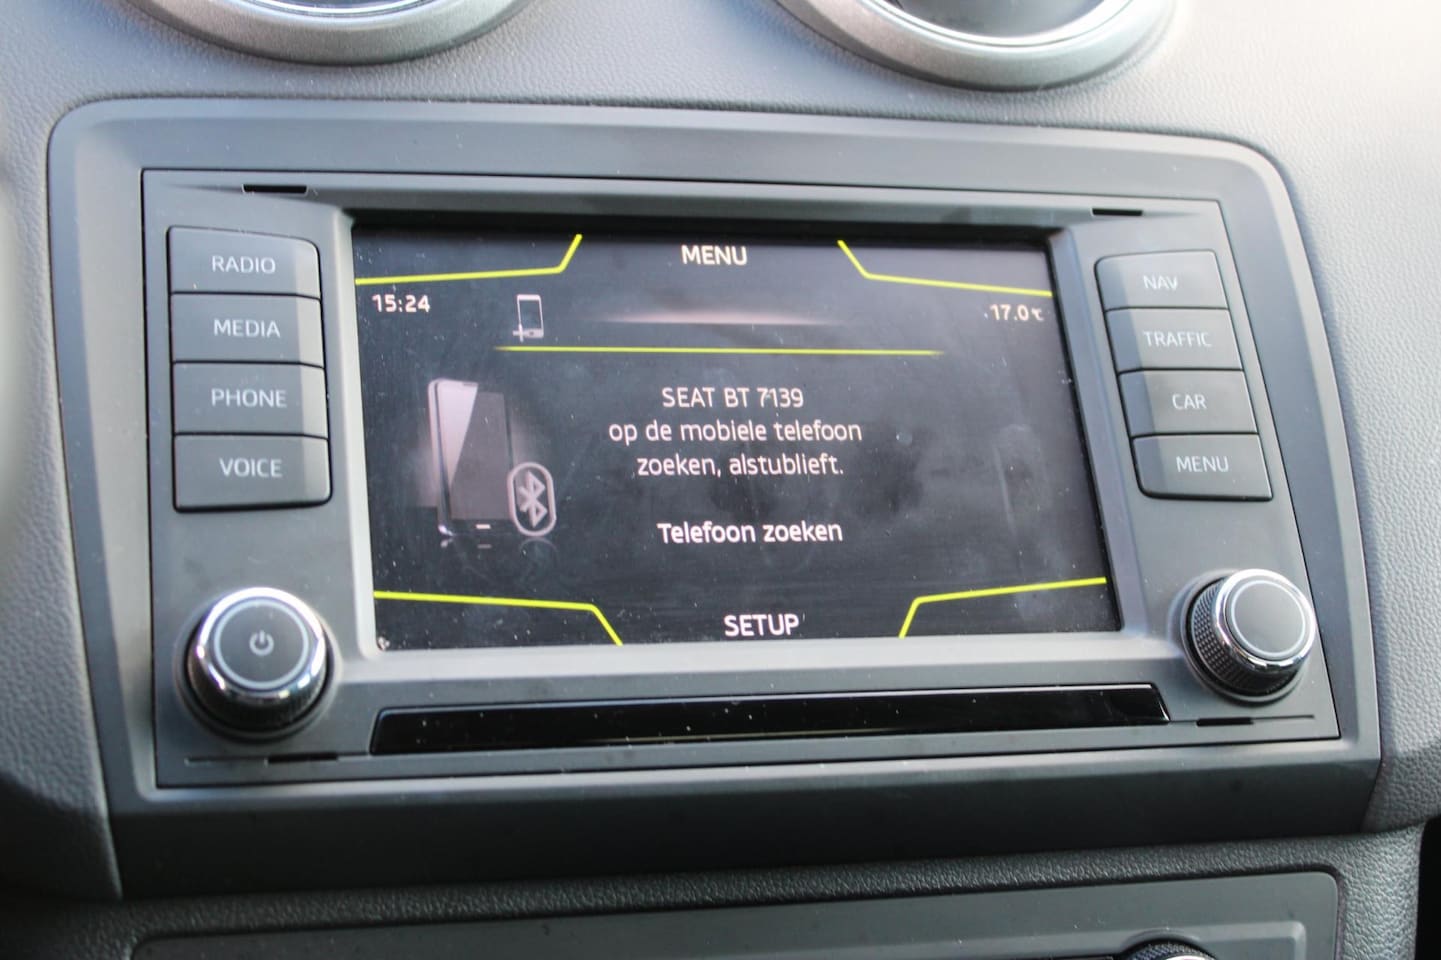 MENU
15:24
17.0℃
RADIO
MEDIA
PHONE
VOICE
SEAT BT 7139
op de mobiele telefoon
zoeken, alstublieft.
Telefoon zoeken
SETUP
NAV
TRAFFIC
CAR
MENU